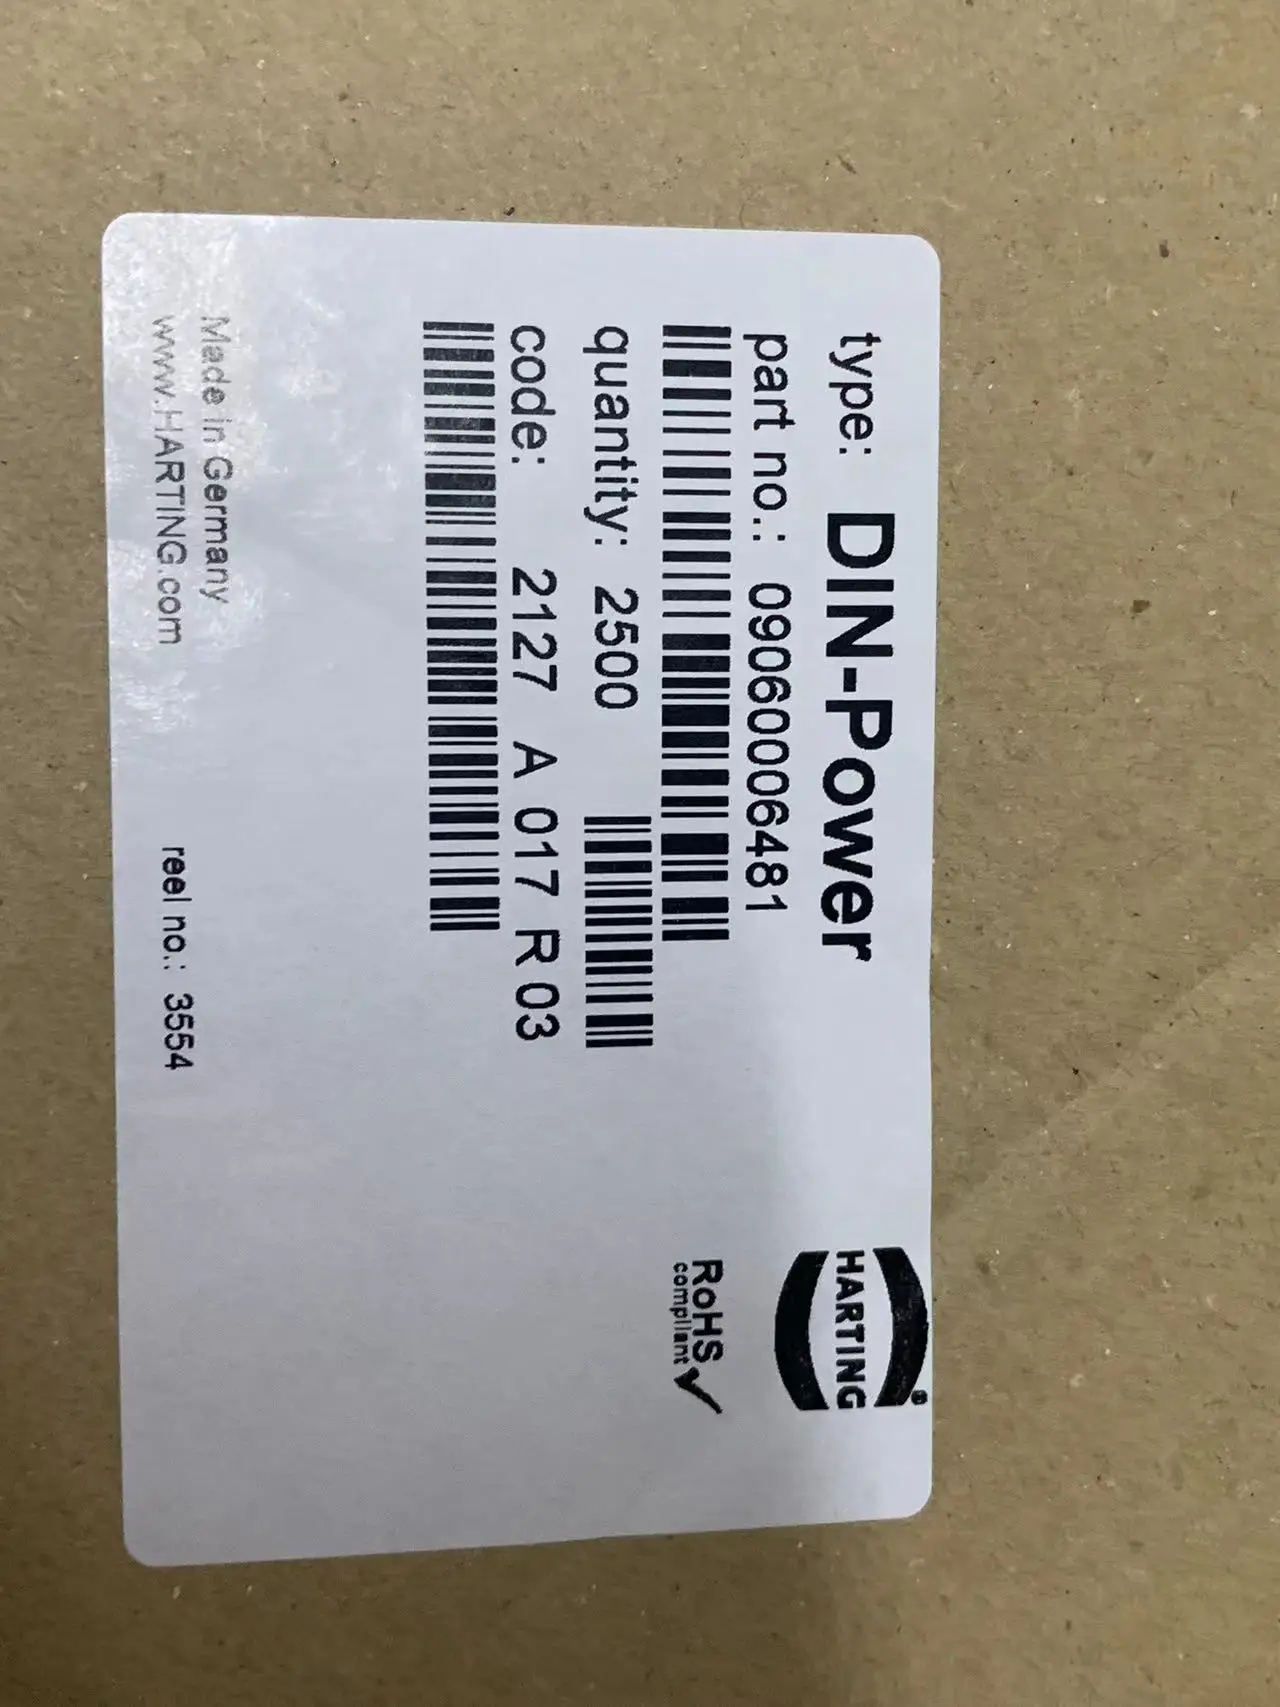 type: DIN-Power
part no.: 09060006481
quantity: 2500
code: 2127 A 017 R 03
Made in Germany
www.HARTING.com
reel no.: 3554
HARTING®
RoHS
compliant